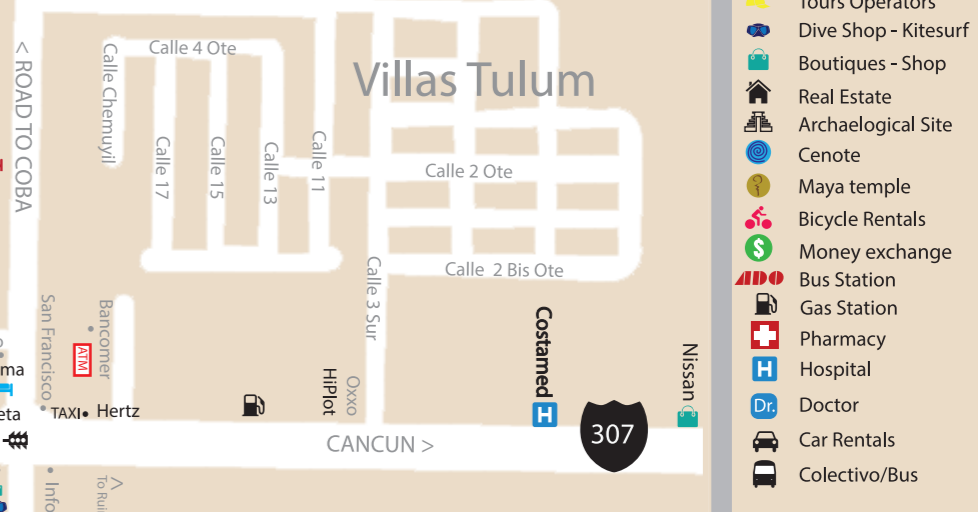 < ROAD TO COBA
Calle Chemuyil
Calle 4 Ote
Calle 17
Calle 15
Calle 13
Calle 11
Villas Tulum
Calle 2 Ote
Calle 2 Bis Ote
Calle 3 Sur
San Francisco
Bancomer
ATM
TAXI
Hertz
HiPlot
Oxxo
Costamed
H
307
Nissan
CANCUN >
ma
eta
Info
To Rui
>
Tours Operators
Dive Shop - Kitesurf
Boutiques - Shop
Real Estate
Archaelogical Site
Cenote
Maya temple
Bicycle Rentals
$ Money exchange
ADO Bus Station
Gas Station
Pharmacy
H Hospital
Dr. Doctor
Car Rentals
Colectivo/Bus